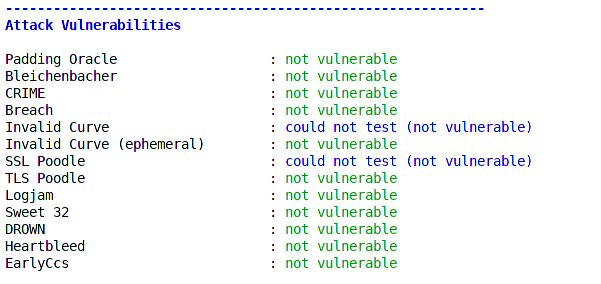 ------------------------------------------------------------
Attack Vulnerabilities
Padding Oracle : not vulnerable
Bleichenbacher : not vulnerable
CRIME : not vulnerable
Breach : not vulnerable
Invalid Curve : could not test (not vulnerable)
Invalid Curve (ephemeral) : not vulnerable
SSL Poodle : could not test (not vulnerable)
TLS Poodle : not vulnerable
Logjam : not vulnerable
Sweet 32 : not vulnerable
DROWN : not vulnerable
Heartbleed : not vulnerable
EarlyCcs : not vulnerable